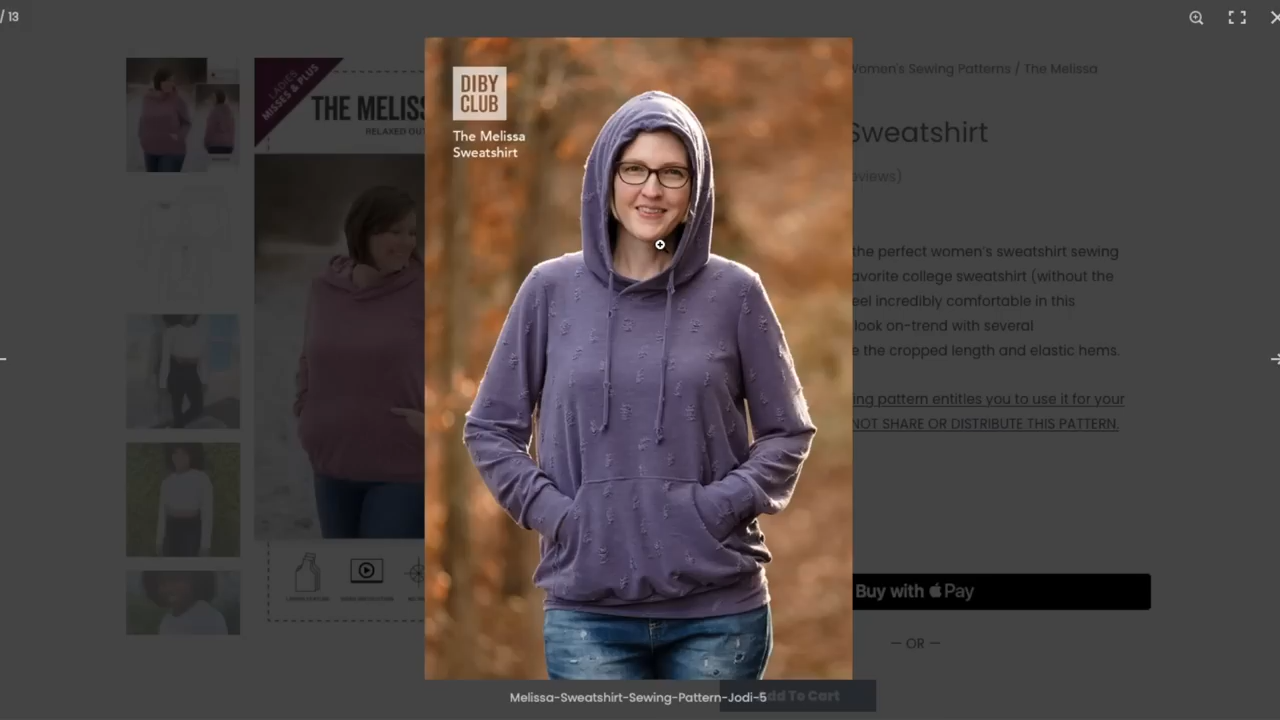 / 13
Women's Sewing Patterns / The Melissa
LADIES
MISSES & PLUS
THE MELISS
RELAXED OUT
DIBY
CLUB
The Melissa
Sweatshirt
Sweatshirt
eviews)
the perfect women's sweatshirt sewing
avorite college sweatshirt (without the
eel incredibly comfortable in this
look on-trend with several
e the cropped length and elastic hems.
ing pattern entitles you to use it for your
NOT SHARE OR DISTRIBUTE THIS PATTERN.
Buy with Pay
— OR —
Add To Cart
Melissa-Sweatshirt-Sewing-Pattern-Jodi-5